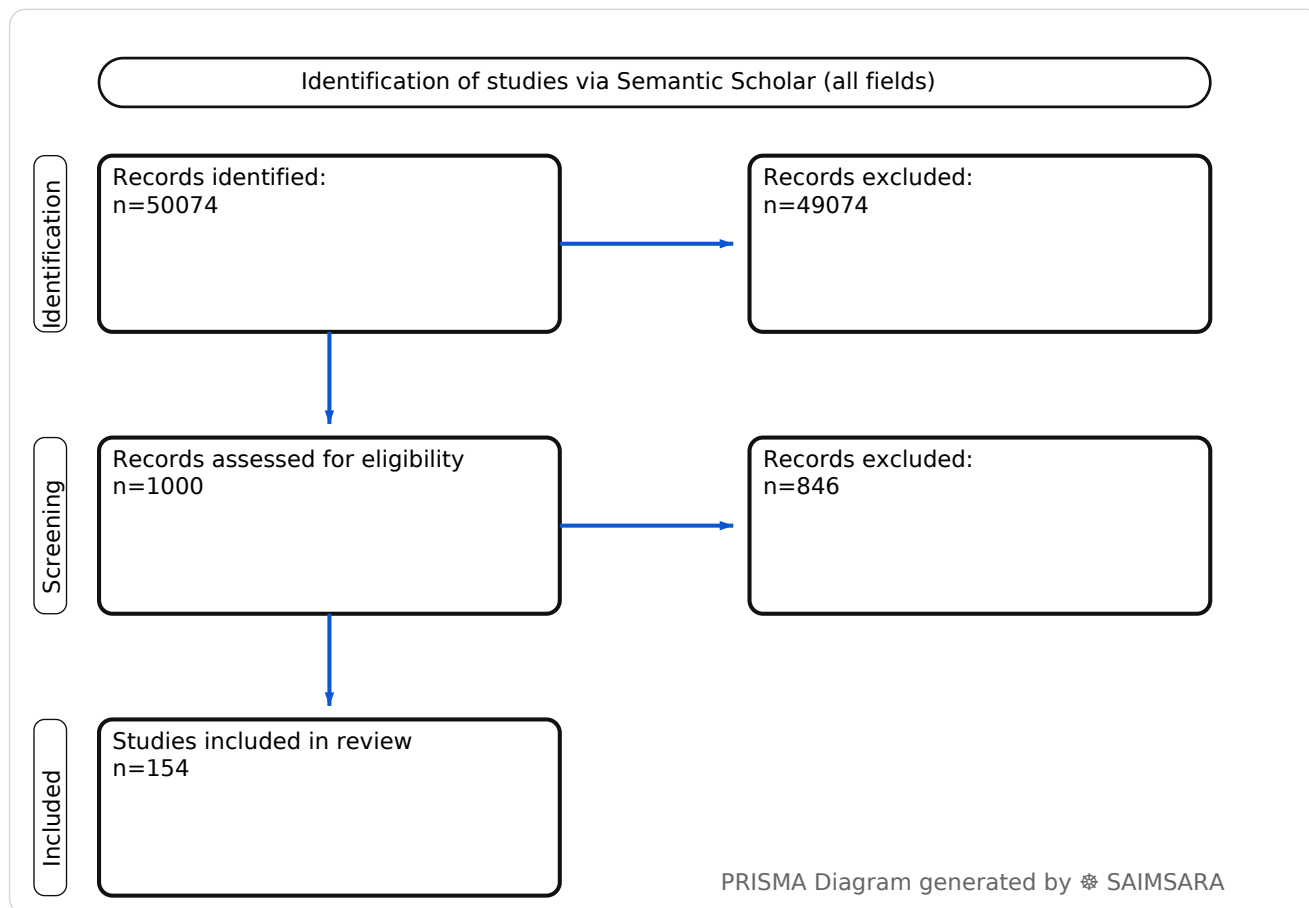 Identification of studies via Semantic Scholar (all fields)
Identification
Records identified:
n=50074
Records excluded:
n=49074
Screening
Records assessed for eligibility
n=1000
Records excluded:
n=846
Included
Studies included in review
n=154
PRISMA Diagram generated by ☸ SAIMSARA